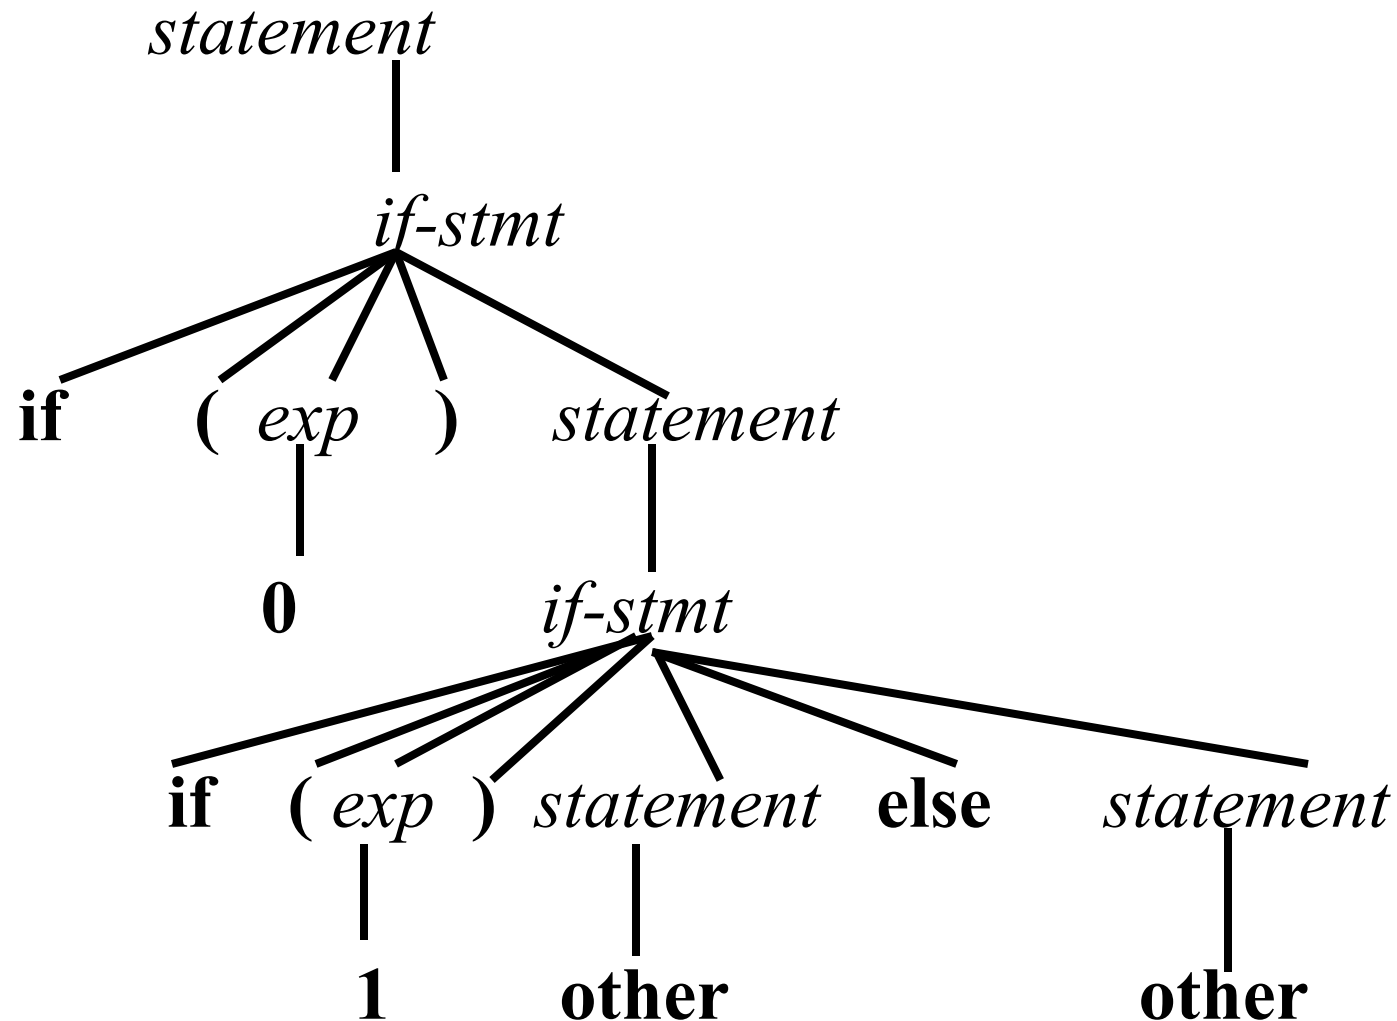 statement
if-stmt
if ( exp ) statement
0 if-stmt
if ( exp ) statement else statement
1 other other